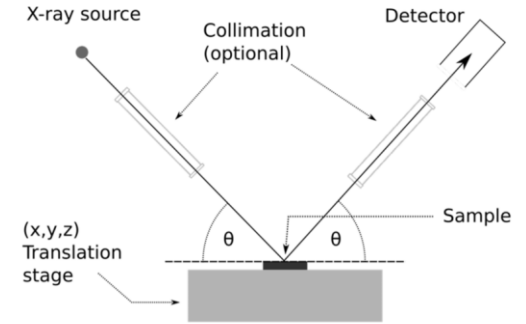 X-ray source
Detector
Collimation
(optional)
Sample
θ
θ
(x,y,z)
Translation
stage